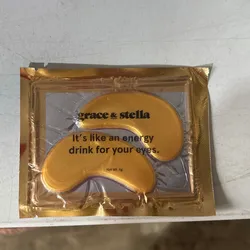 grace & stella
It's like an energy
drink for your eyes.